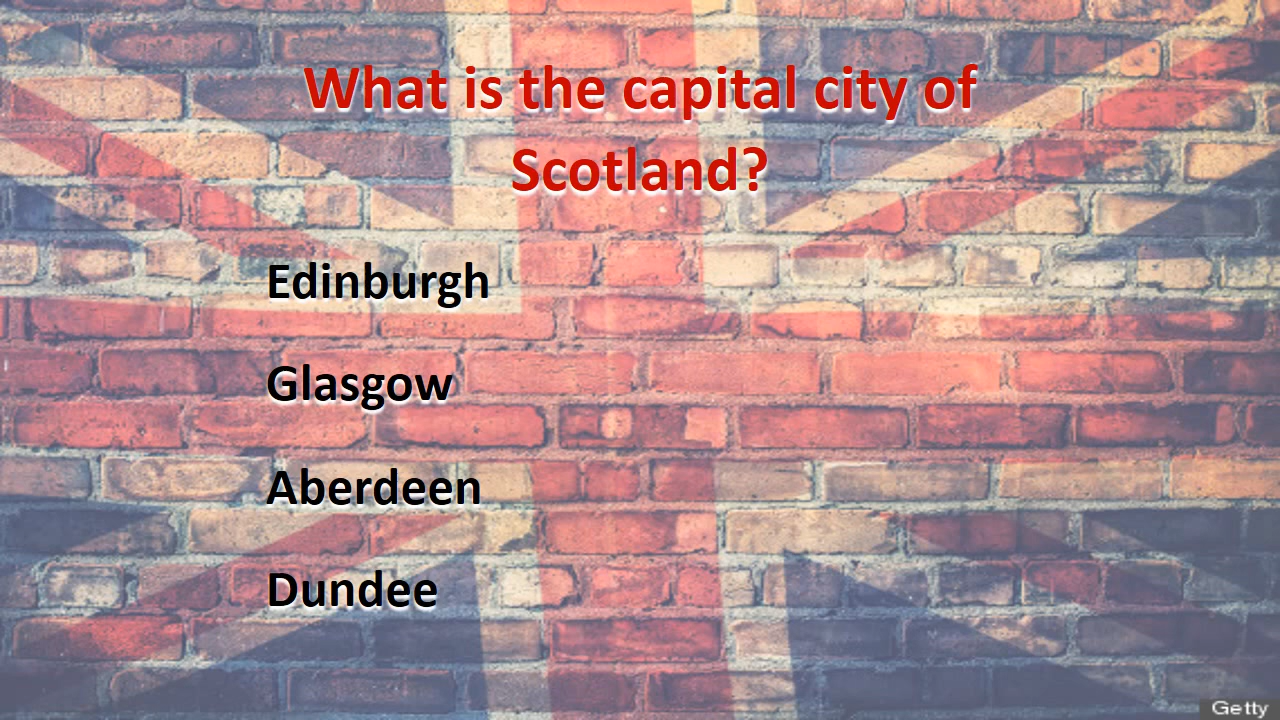 What is the capital city of
Scotland?
Edinburgh
Glasgow
Aberdeen
Dundee
Getty